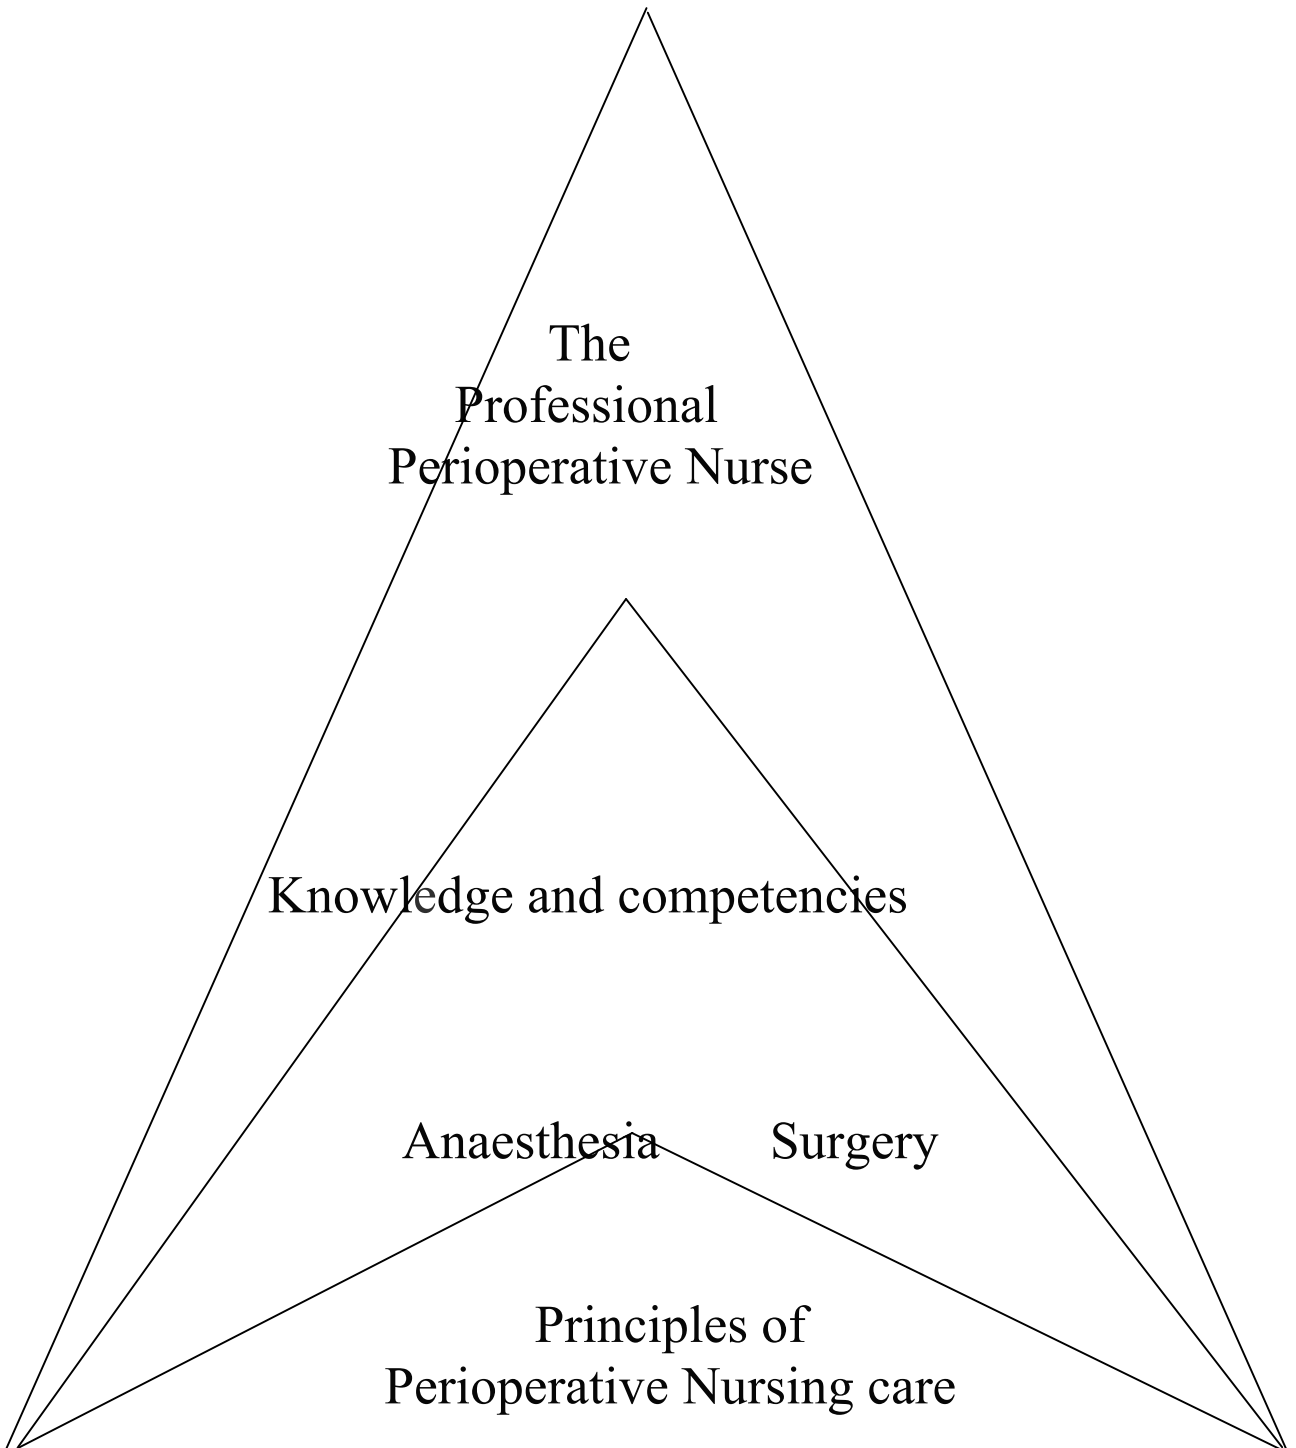 The
Professional
Perioperative Nurse
Knowledge and competencies
Anaesthesia Surgery
Principles of
Perioperative Nursing care